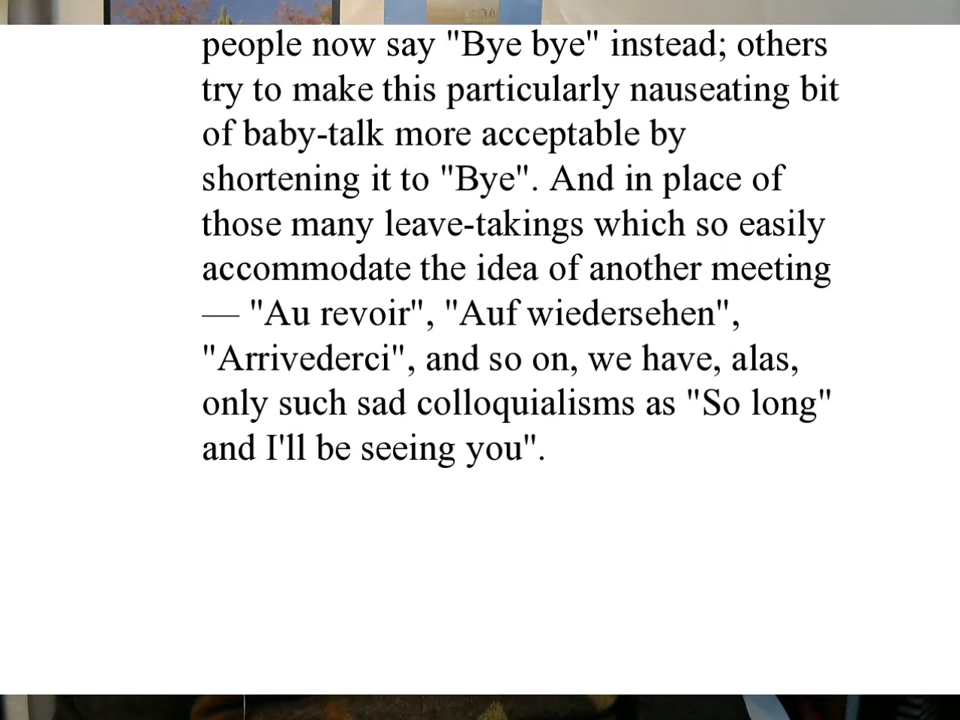 people now say "Bye bye" instead; others
try to make this particularly nauseating bit
of baby-talk more acceptable by
shortening it to "Bye". And in place of
those many leave-takings which so easily
accommodate the idea of another meeting
— "Au revoir", "Auf wiedersehen",
"Arrivederci", and so on, we have, alas,
only such sad colloquialisms as "So long"
and I'll be seeing you".